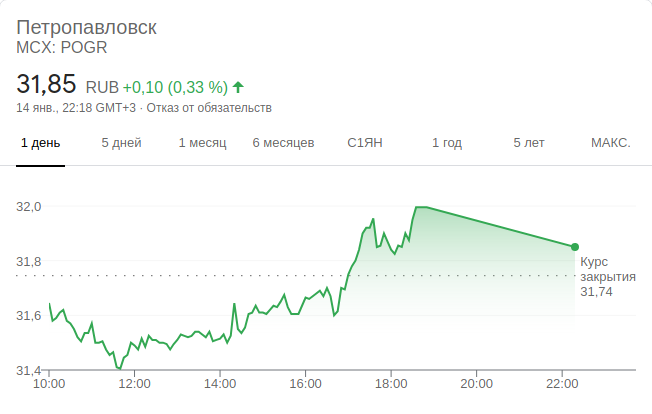 Петропавловск
MCX: POGR
31,85 RUB +0,10 (0,33 %)
14 янв., 22:18 GMT+3 · Отказ от обязательств
1 день 5 дней 1 месяц 6 месяцев С1ЯН 1 год 5 лет МАКС.
32,0
31,8
Курс
закрытия
31,74
31,6
31,4
10:00 12:00 14:00 16:00 18:00 20:00 22:00